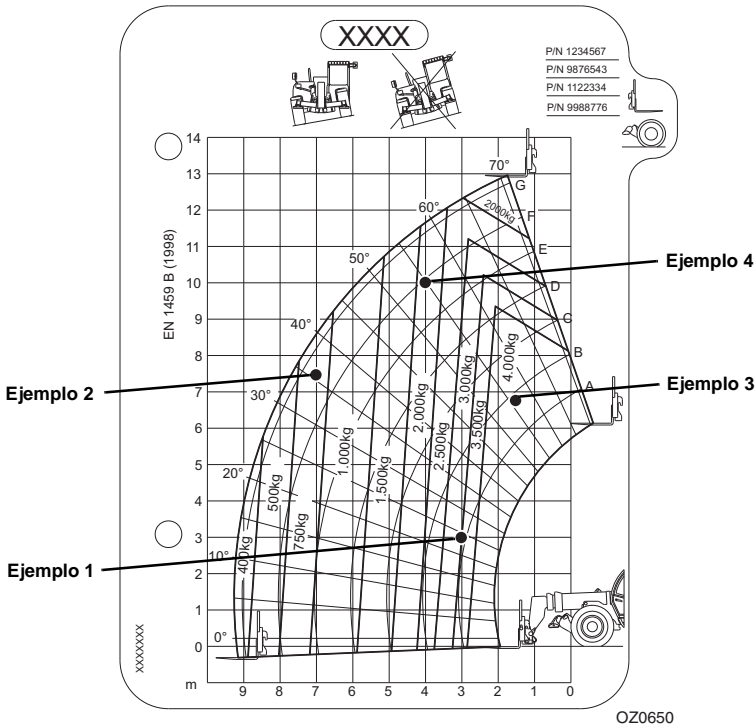 XXXX
P/N 1234567
P/N 9876543
P/N 1122334
P/N 9988776
EN 1459 B (1998)
14
13
12
11
10
9
8
7
6
5
4
3
2
1
0
m
9 8 7 6 5 4 3 2 1 0
70°
60°
50°
40°
30°
20°
10°
0°
G
F
E
D
C
B
A
2000kg
4.000kg
3.500kg
3.000kg
2.500kg
2.000kg
1.500kg
1.000kg
750kg
500kg
400kg
Ejemplo 4
Ejemplo 2
Ejemplo 3
Ejemplo 1
XXXXXXX
OZ0650